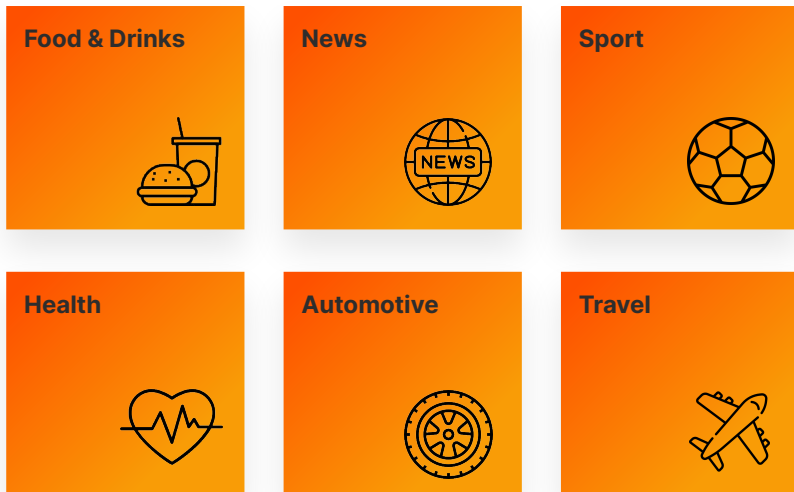 Food & Drinks
News
Sport
NEWS
Health
Automotive
Travel